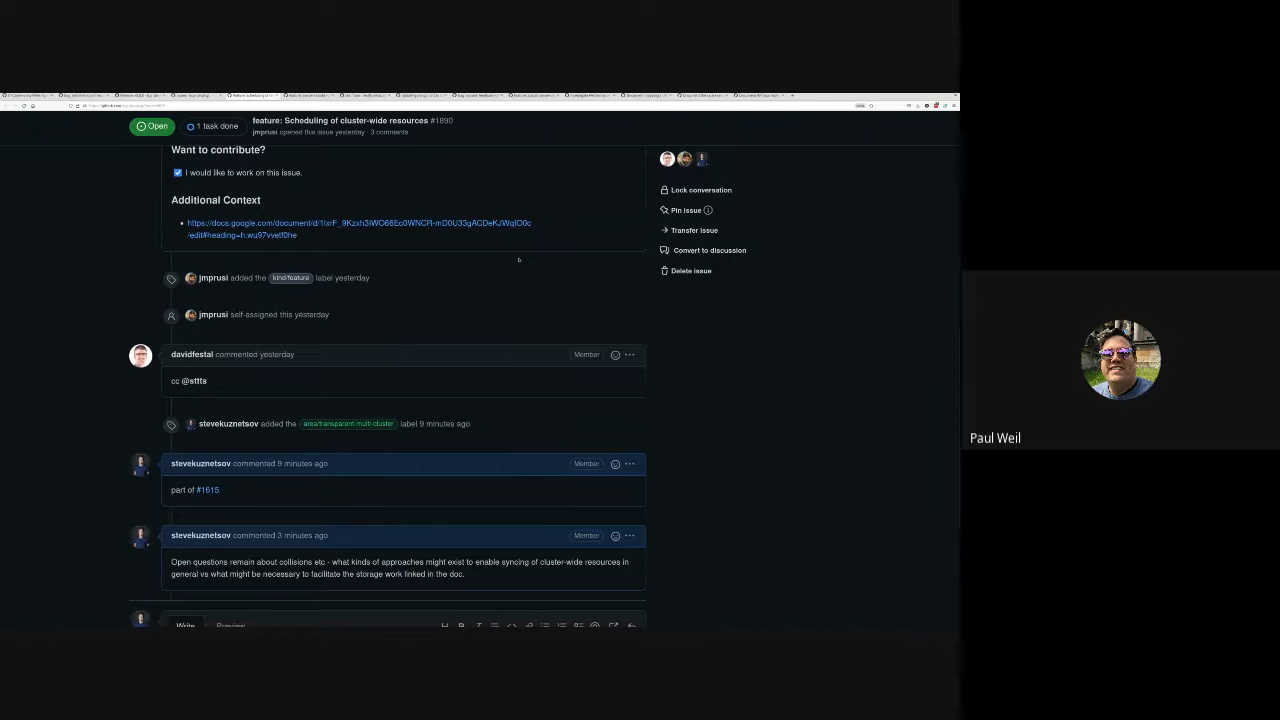 Open
1 task done
feature: Scheduling of cluster-wide resources #1890
jmprusi opened this issue yesterday · 3 comments
Want to contribute?
I would like to work on this issue.
Additional Context
jmprusi added the kind/feature label yesterday
jmprusi self-assigned this yesterday
davidfestal commented yesterday
Member
cc @sttts
stevekuznetsov added the area/transparent-multi-cluster label 9 minutes ago
stevekuznetsov commented 9 minutes ago
Member
part of #1615
stevekuznetsov commented 3 minutes ago
Member
Open questions remain about collisions etc - what kinds of approaches might exist to enable syncing of cluster-wide resources in
general vs what might be necessary to facilitate the storage work linked in the doc.
Write
Preview
Lock conversation
Pin issue
Transfer issue
Convert to discussion
Delete issue
Paul Weil